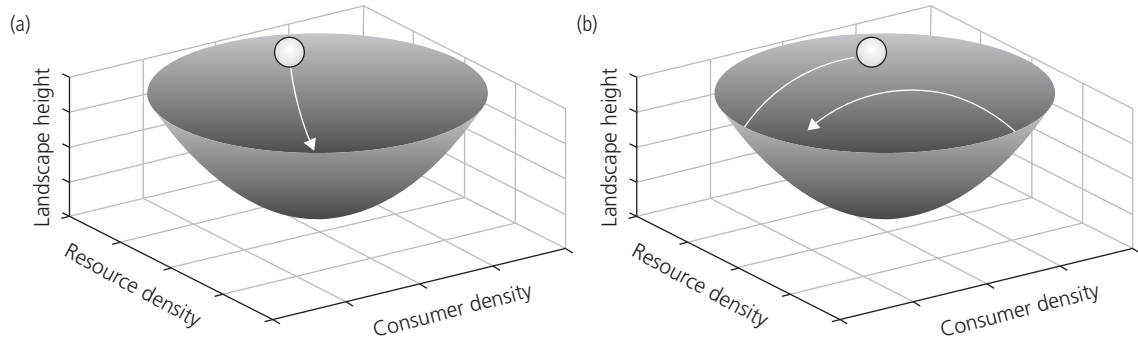 (a)
Landscape height
Resource density
Consumer density
(b)
Landscape height
Resource density
Consumer density